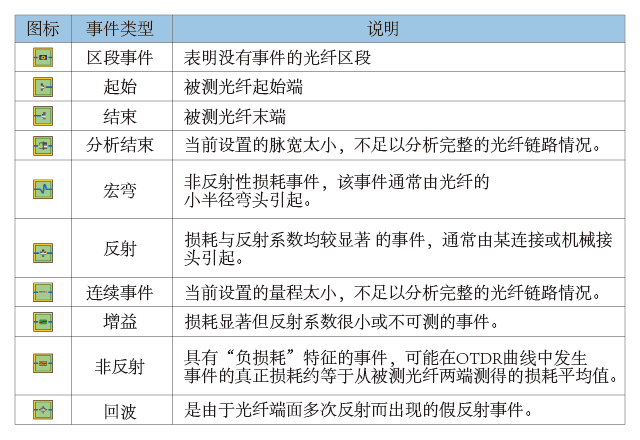 图标 事件类型 说明
区段事件 表明没有事件的光纤区段
起始 被测光纤起始端
结束 被测光纤末端
分析结束 当前设置的脉宽太小，不足以分析完整的光纤链路情况。
宏弯 非反射性损耗事件，该事件通常由光纤的
小半径弯头引起。
反射 损耗与反射系数均较显著 的事件，通常由某连接或机械接
头引起。
连续事件 当前设置的量程太小，不足以分析完整的光纤链路情况。
增益 损耗显著但反射系数很小或不可测的事件。
非反射 具有“负损耗”特征的事件，可能在OTDR曲线中发生
事件的真正损耗约等于从被测光纤两端测得的损耗平均值。
回波 是由于光纤端面多次反射而出现的假反射事件。